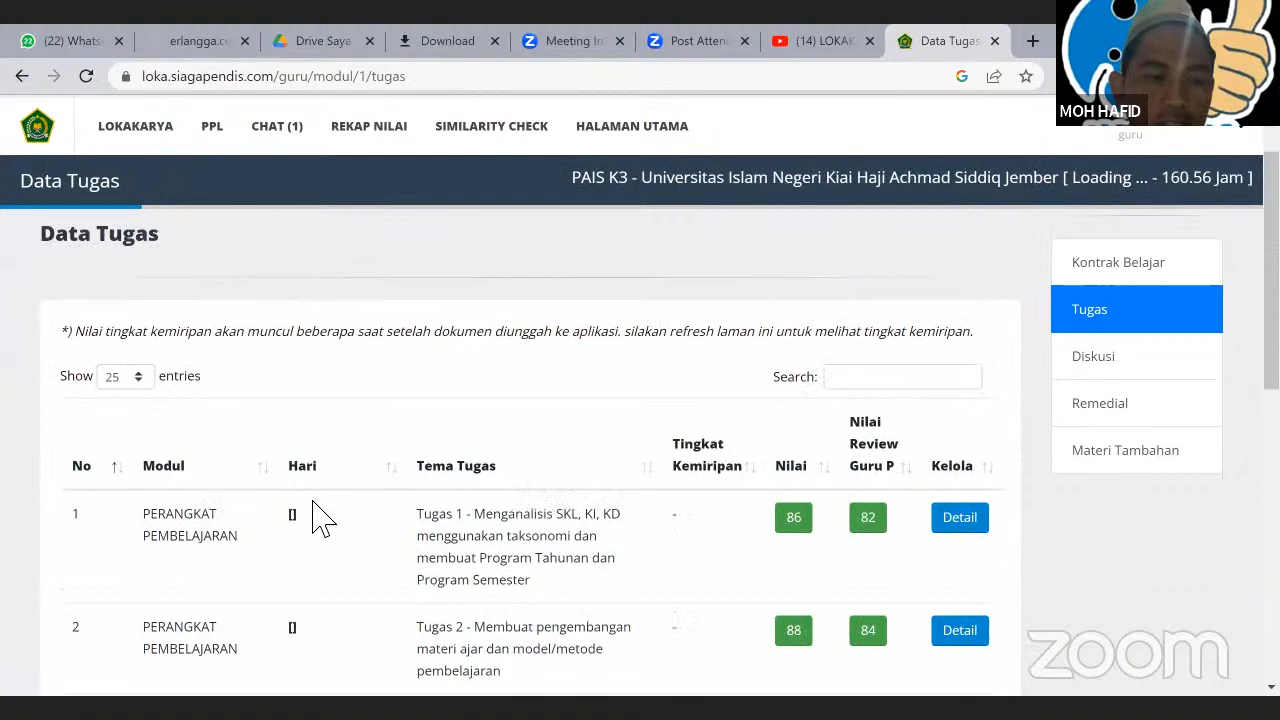 (22) Whats
erlangga.c
Drive Saya
Download
Meeting In
Post Atten
(14) LOKA
Data Tugas
loka.siagapendis.com/guru/modul/1/tugas
MOH HAFID
guru
LOKAKARYA
PPL
CHAT (1)
REKAP NILAI
SIMILARITY CHECK
HALAMAN UTAMA
Data Tugas
PAIS K3 - Universitas Islam Negeri Kiai Haji Achmad Siddiq Jember [ Loading ... - 160.56 Jam ]
Data Tugas
Kontrak Belajar
Tugas
Diskusi
Remedial
Materi Tambahan
*) Nilai tingkat kemiripan akan muncul beberapa saat setelah dokumen diunggah ke aplikasi. silakan refresh laman ini untuk melihat tingkat kemiripan.
Show 25 entries
Search:
No
Modul
Hari
Tema Tugas
Tingkat
Kemiripan
Nilai
Nilai
Review
Guru P
Kelola
1
PERANGKAT
PEMBELAJARAN
[]
Tugas 1 - Menganalisis SKL, KI, KD
menggunakan taksonomi dan
membuat Program Tahunan dan
Program Semester
-
86
82
Detail
2
PERANGKAT
PEMBELAJARAN
[]
Tugas 2 - Membuat pengembangan
materi ajar dan model/metode
pembelajaran
-
88
84
Detail
zoom